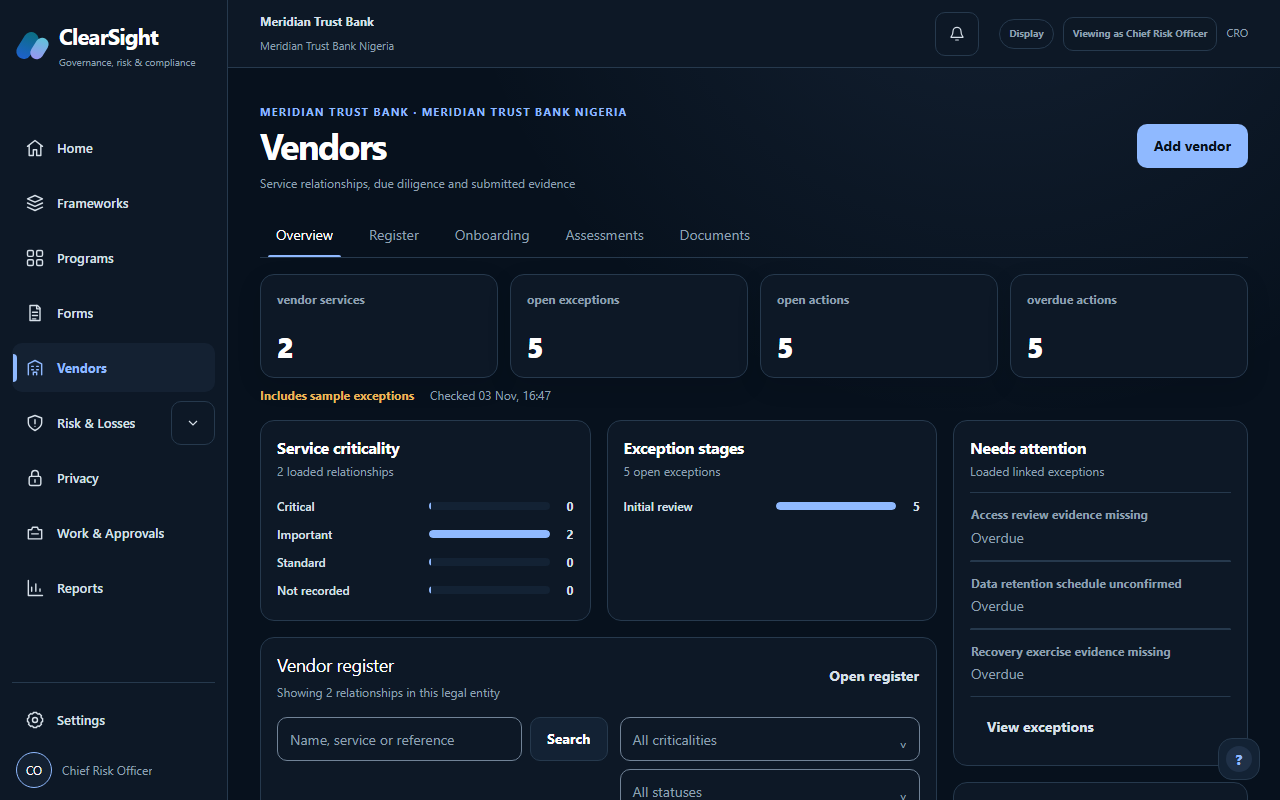 ClearSight
Governance, risk & compliance
Home
Frameworks
Programs
Forms
Vendors
Risk & Losses
Privacy
Work & Approvals
Reports
Settings
CO
Chief Risk Officer
Meridian Trust Bank
Meridian Trust Bank Nigeria
Display
Viewing as Chief Risk Officer
CRO
MERIDIAN TRUST BANK · MERIDIAN TRUST BANK NIGERIA
Vendors
Service relationships, due diligence and submitted evidence
Add vendor
Overview
Register
Onboarding
Assessments
Documents
vendor services
2
open exceptions
5
open actions
5
overdue actions
5
Includes sample exceptions
Checked 03 Nov, 16:47
Service criticality
2 loaded relationships
Critical 0
Important 2
Standard 0
Not recorded 0
Exception stages
5 open exceptions
Initial review 5
Needs attention
Loaded linked exceptions
Access review evidence missing
Overdue
Data retention schedule unconfirmed
Overdue
Recovery exercise evidence missing
Overdue
View exceptions
Vendor register
Showing 2 relationships in this legal entity
Open register
Name, service or reference
Search
All criticalities
All statuses
?